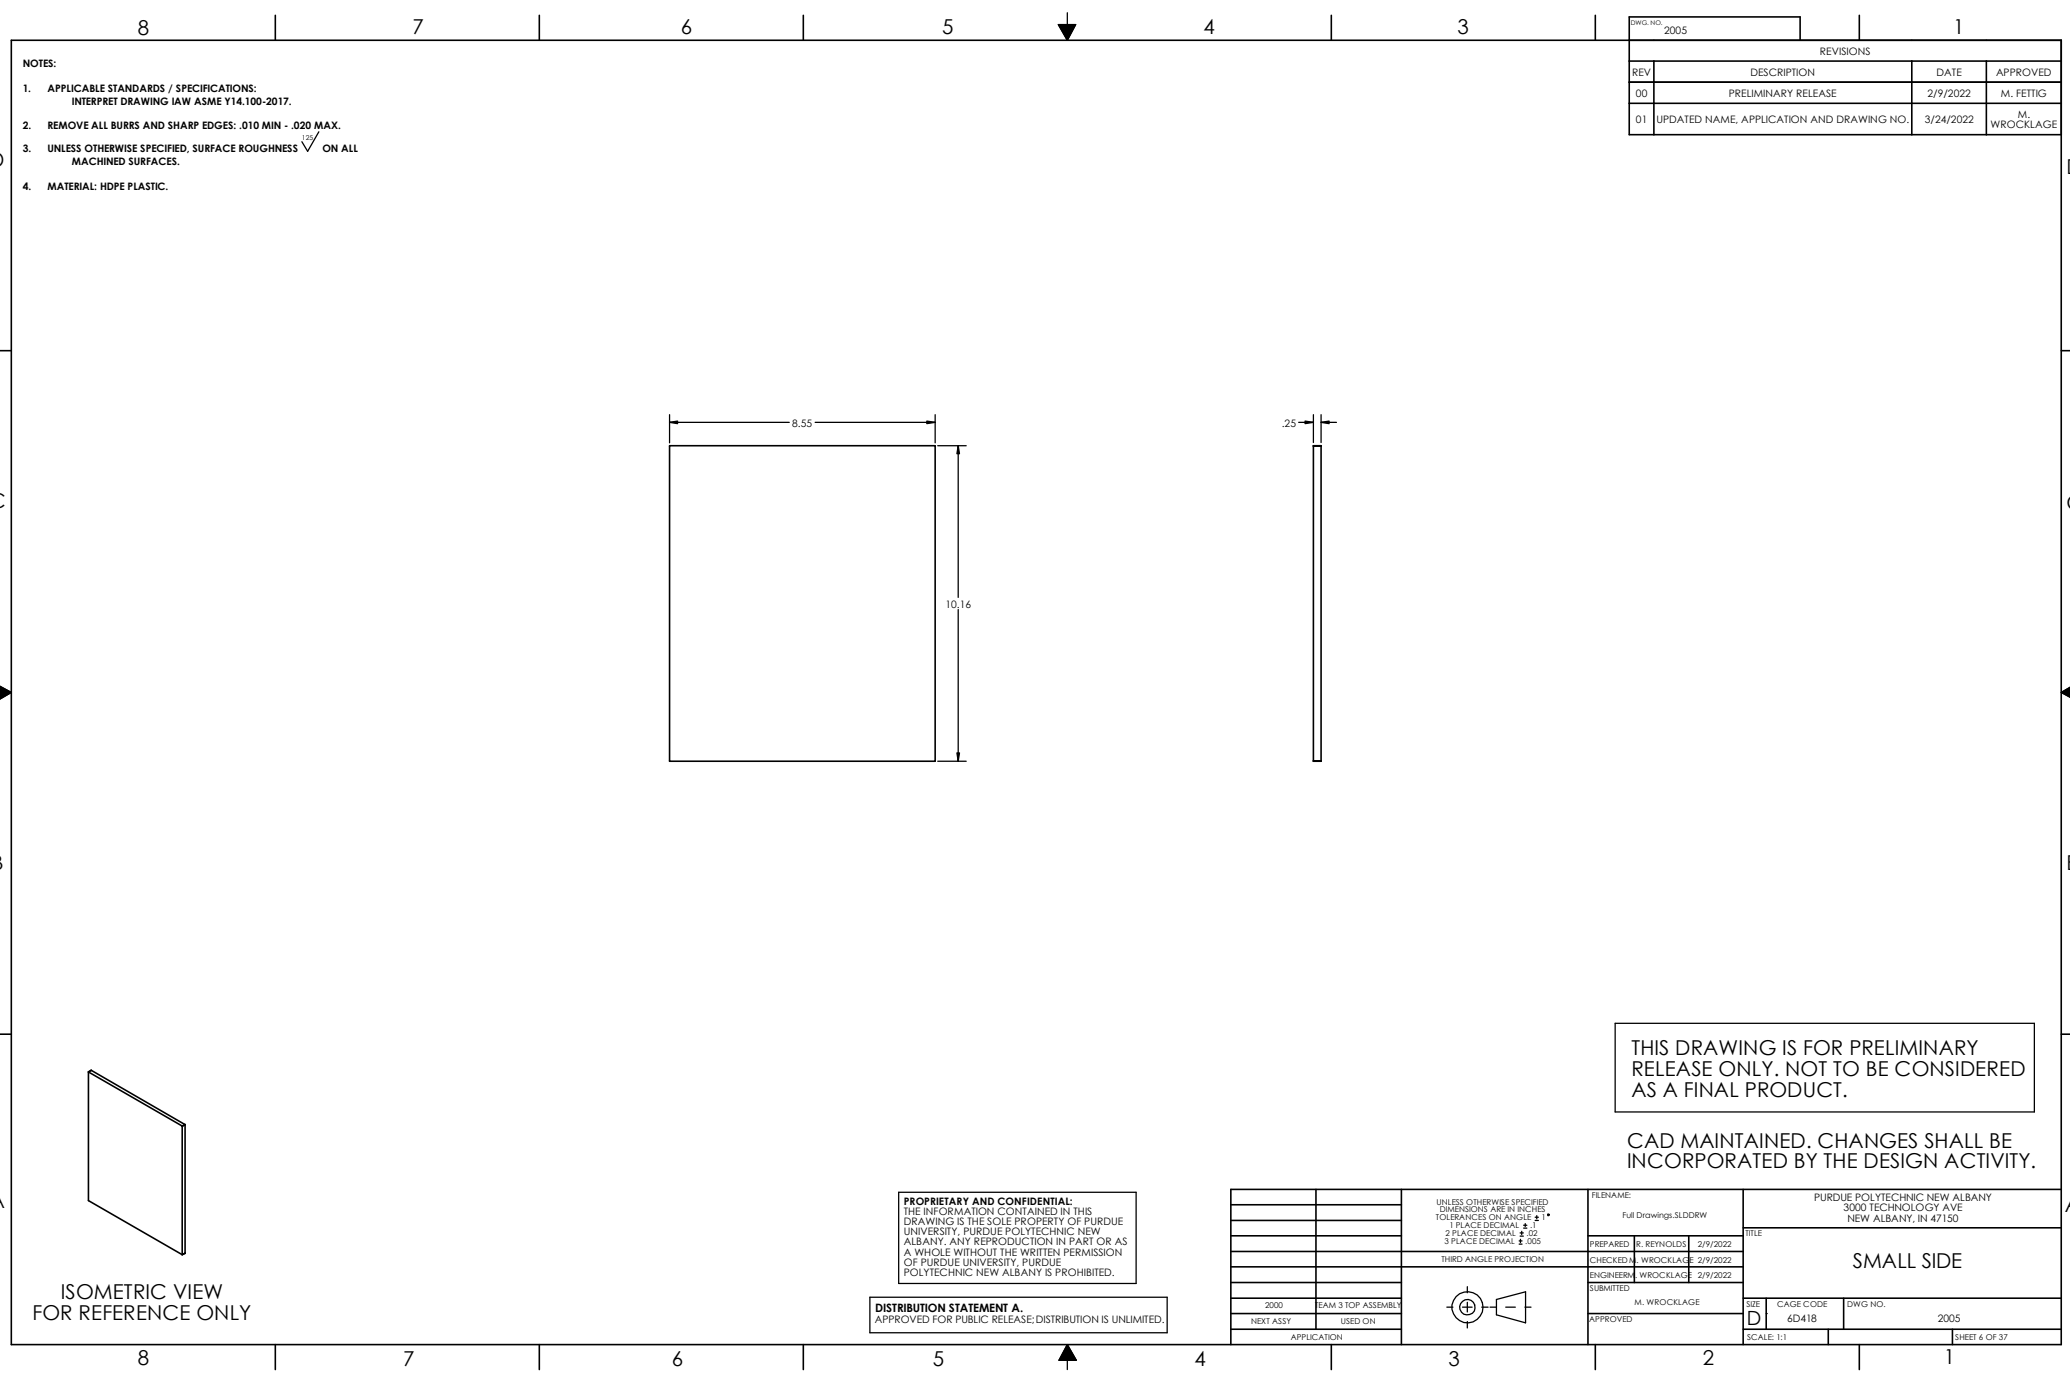 8 7 6 5 4 3 1
DWG. NO.
2005
REVISIONS
REV DESCRIPTION DATE APPROVED
00 PRELIMINARY RELEASE 2/9/2022 M. FETTIG
01 UPDATED NAME, APPLICATION AND DRAWING NO. 3/24/2022 M. WROCKLAGE
NOTES:
1. APPLICABLE STANDARDS / SPECIFICATIONS:
INTERPRET DRAWING IAW ASME Y14.100-2017.
2. REMOVE ALL BURRS AND SHARP EDGES: .010 MIN - .020 MAX.
125
3. UNLESS OTHERWISE SPECIFIED, SURFACE ROUGHNESS ON ALL
MACHINED SURFACES.
4. MATERIAL: HDPE PLASTIC.
8.55
.25
10.16
THIS DRAWING IS FOR PRELIMINARY
RELEASE ONLY. NOT TO BE CONSIDERED
AS A FINAL PRODUCT.
CAD MAINTAINED. CHANGES SHALL BE
INCORPORATED BY THE DESIGN ACTIVITY.
ISOMETRIC VIEW
FOR REFERENCE ONLY
PROPRIETARY AND CONFIDENTIAL:
THE INFORMATION CONTAINED IN THIS
DRAWING IS THE SOLE PROPERTY OF PURDUE
UNIVERSITY, PURDUE POLYTECHNIC NEW
ALBANY. ANY REPRODUCTION IN PART OR AS
A WHOLE WITHOUT THE WRITTEN PERMISSION
OF PURDUE UNIVERSITY, PURDUE
POLYTECHNIC NEW ALBANY IS PROHIBITED.
DISTRIBUTION STATEMENT A.
APPROVED FOR PUBLIC RELEASE; DISTRIBUTION IS UNLIMITED.
2000 TEAM 3 TOP ASSEMBLY
NEXT ASSY USED ON
APPLICATION
UNLESS OTHERWISE SPECIFIED
DIMENSIONS ARE IN INCHES
TOLERANCES ON ANGLE ± 1°
1 PLACE DECIMAL ± .1
2 PLACE DECIMAL ± .02
3 PLACE DECIMAL ± .005
THIRD ANGLE PROJECTION
FILENAME:
Full Drawings.SLDDRW
PREPARED R. REYNOLDS 2/9/2022
CHECKED M. WROCKLAGE 2/9/2022
ENGINEER M. WROCKLAGE 2/9/2022
SUBMITTED
M. WROCKLAGE
APPROVED
PURDUE POLYTECHNIC NEW ALBANY
3000 TECHNOLOGY AVE
NEW ALBANY, IN 47150
TITLE
SMALL SIDE
SIZE CAGE CODE DWG NO.
D 6D418 2005
SCALE: 1:1 SHEET 6 OF 37
8 7 6 5 4 3 2 1